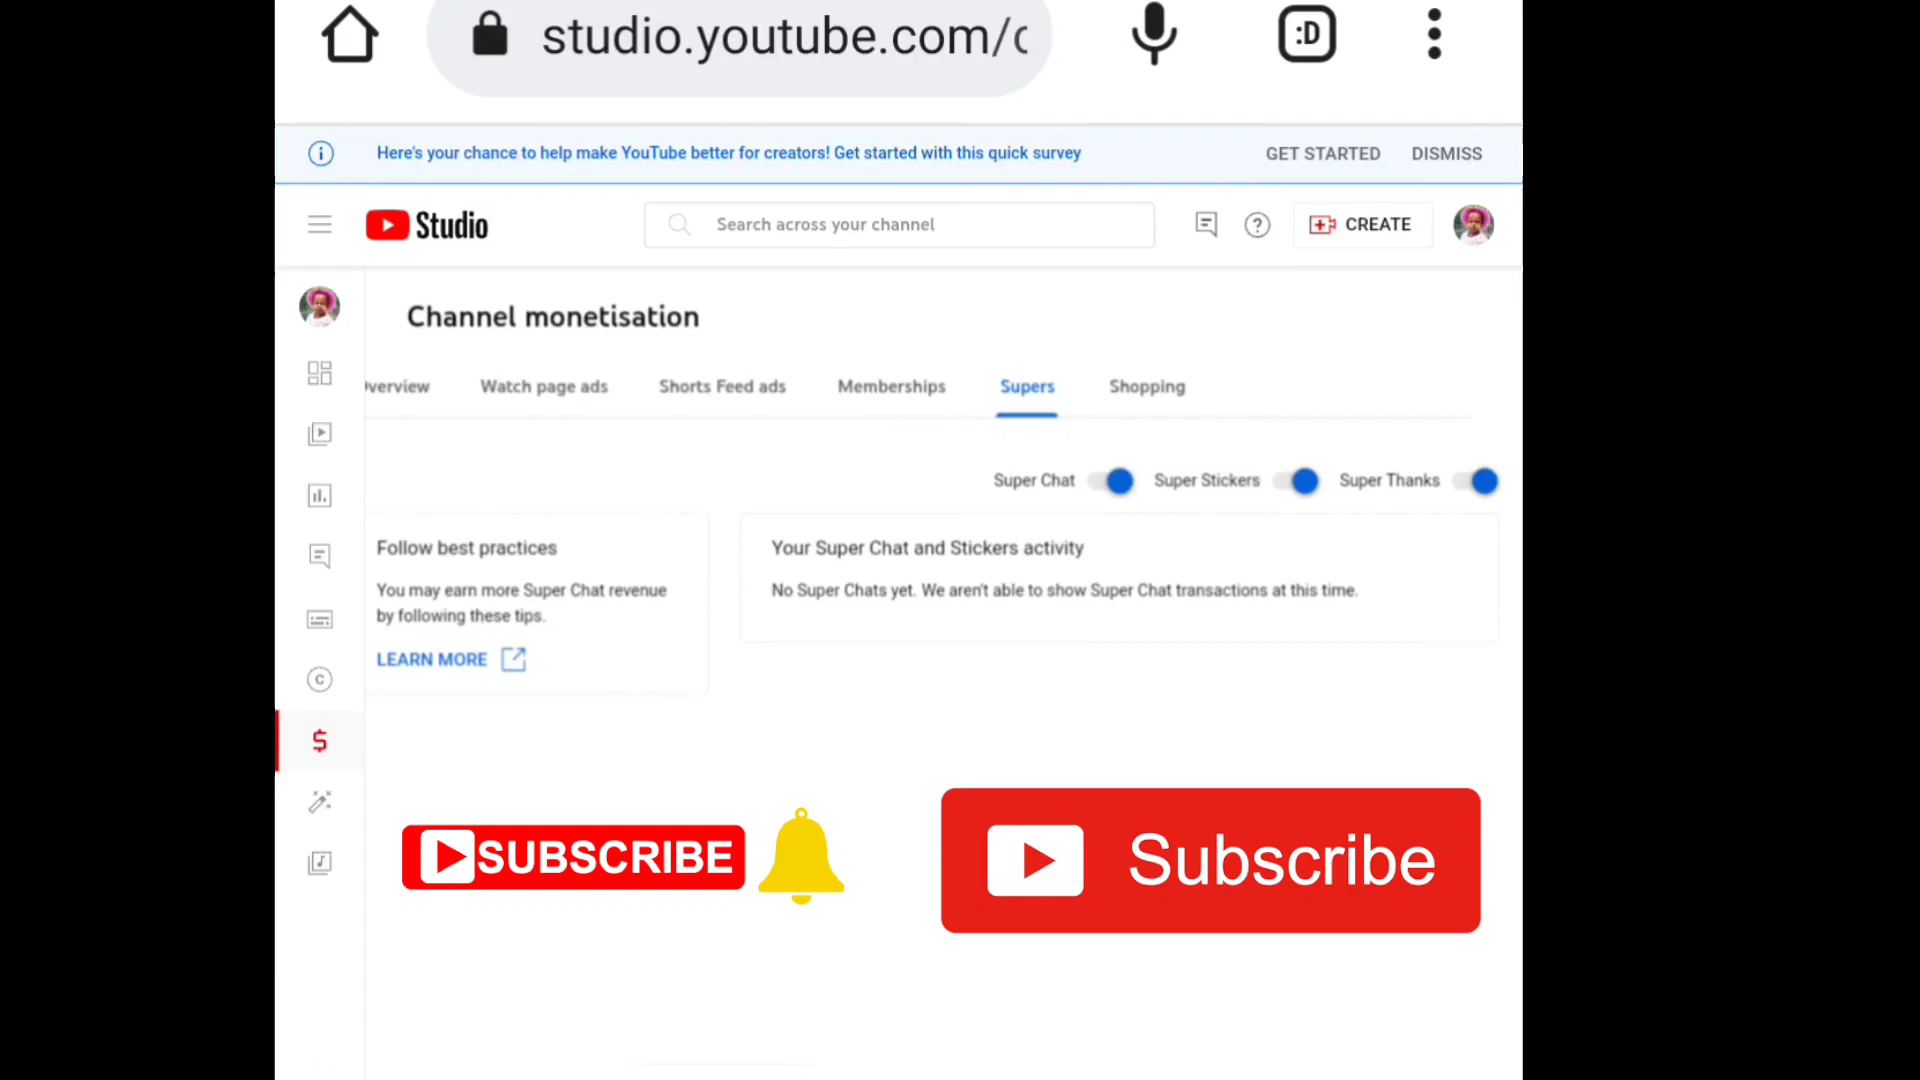 studio.youtube.com/c
:D
Here's your chance to help make YouTube better for creators! Get started with this quick survey
GET STARTED
DISMISS
Studio
Search across your channel
CREATE
Channel monetisation
verview
Watch page ads
Shorts Feed ads
Memberships
Supers
Shopping
Super Chat
Super Stickers
Super Thanks
Follow best practices
You may earn more Super Chat revenue
by following these tips.
LEARN MORE
Your Super Chat and Stickers activity
No Super Chats yet. We aren't able to show Super Chat transactions at this time.
SUBSCRIBE
Subscribe